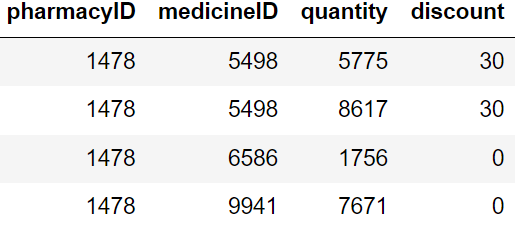 pharmacyID medicineID quantity discount
1478 5498 5775 30
1478 5498 8617 30
1478 6586 1756 0
1478 9941 7671 0